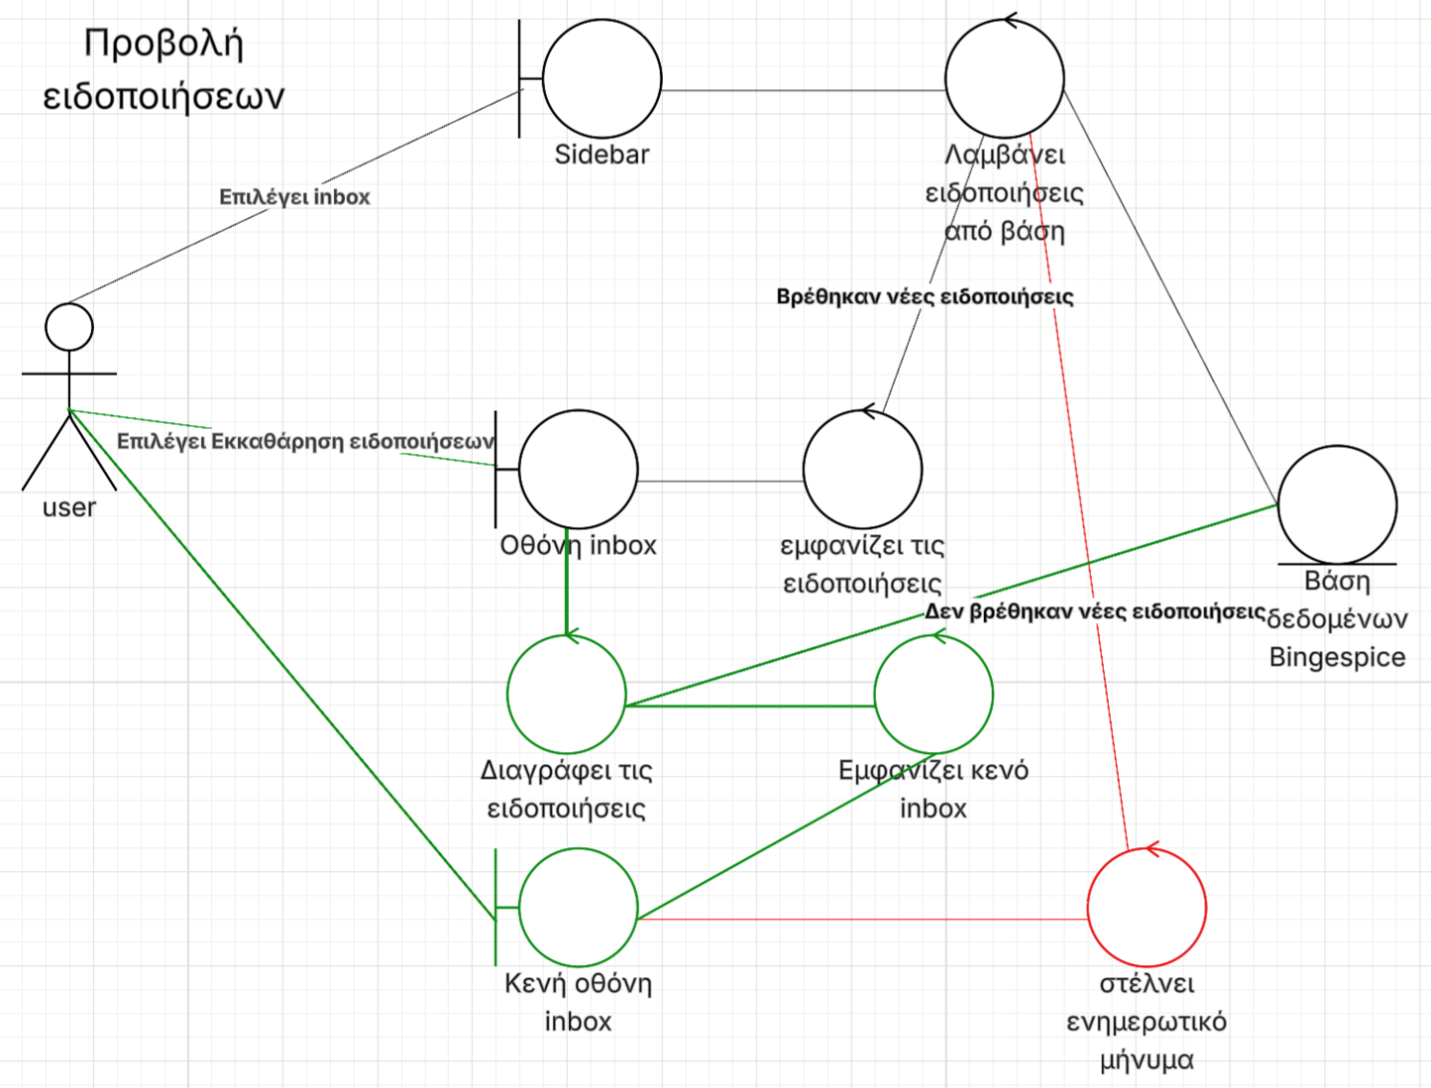 Προβολή
ειδοποιήσεων
Sidebar
Λαμβάνει
ειδοποιήσεις
από βάση
Επιλέγει inbox
Βρέθηκαν νέες ειδοποιήσεις
Επιλέγει Εκκαθάρηση ειδοποιήσεων
user
Οθόνη inbox
εμφανίζει τις
ειδοποιήσεις
Βάση
δεδομένων
Bingespice
Δεν βρέθηκαν νέες ειδοποιήσεις
Διαγράφει τις
ειδοποιήσεις
Εμφανίζει κενό
inbox
Κενή οθόνη
inbox
στέλνει
ενημερωτικό
μήνυμα